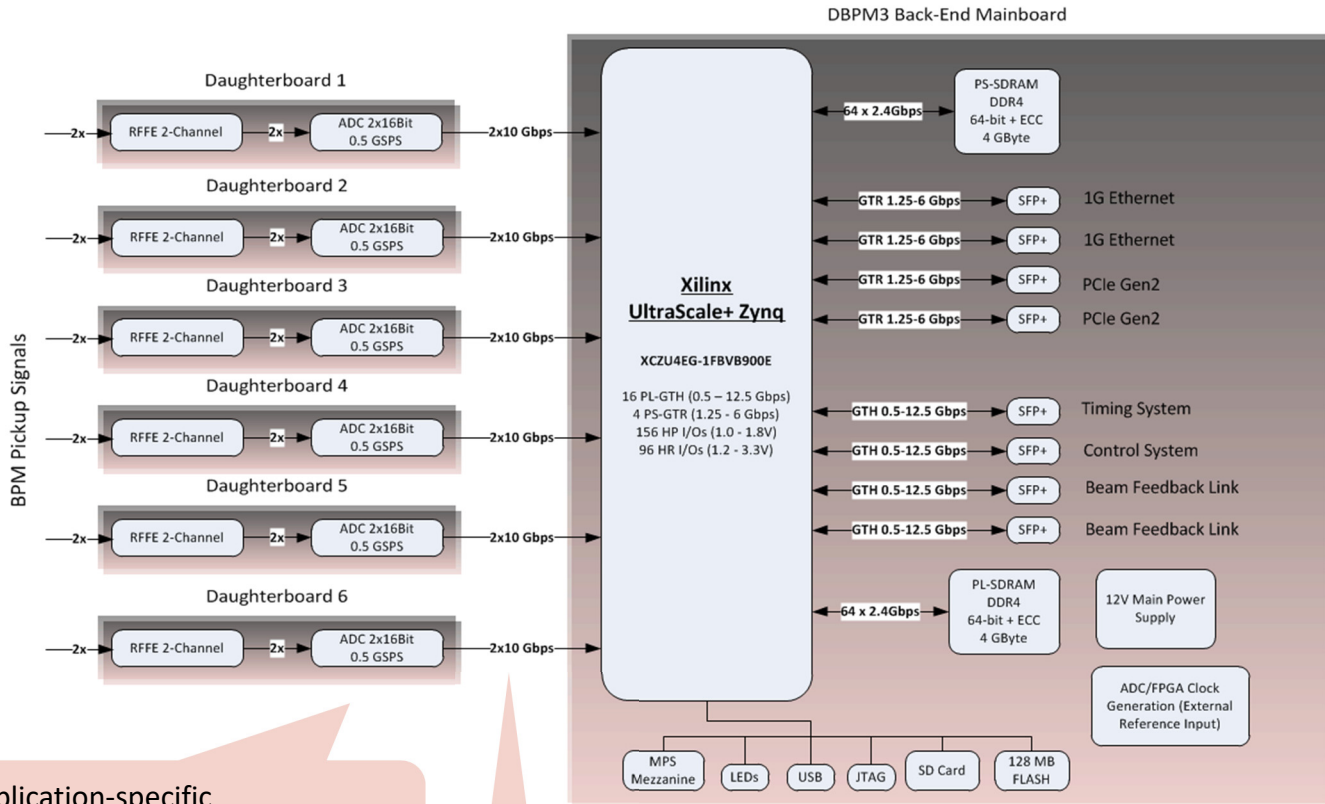 DBPM3 Back-End Mainboard
BPM Pickup Signals
Daughterboard 1
2x
RFFE 2-Channel
2x
ADC 2x16Bit
0.5 GSPS
2x10 Gbps
Daughterboard 2
2x
RFFE 2-Channel
2x
ADC 2x16Bit
0.5 GSPS
2x10 Gbps
Daughterboard 3
2x
RFFE 2-Channel
2x
ADC 2x16Bit
0.5 GSPS
2x10 Gbps
Daughterboard 4
2x
RFFE 2-Channel
2x
ADC 2x16Bit
0.5 GSPS
2x10 Gbps
Daughterboard 5
2x
RFFE 2-Channel
2x
ADC 2x16Bit
0.5 GSPS
2x10 Gbps
Daughterboard 6
2x
RFFE 2-Channel
2x
ADC 2x16Bit
0.5 GSPS
2x10 Gbps
Xilinx
UltraScale+ Zynq
XCZU4EG-1FBVB900E
16 PL-GTH (0.5 – 12.5 Gbps)
4 PS-GTR (1.25 - 6 Gbps)
156 HP I/Os (1.0 - 1.8V)
96 HR I/Os (1.2 - 3.3V)
64 x 2.4Gbps
PS-SDRAM
DDR4
64-bit + ECC
4 GByte
GTR 1.25-6 Gbps
SFP+
1G Ethernet
GTR 1.25-6 Gbps
SFP+
1G Ethernet
GTR 1.25-6 Gbps
SFP+
PCIe Gen2
GTR 1.25-6 Gbps
SFP+
PCIe Gen2
GTH 0.5-12.5 Gbps
SFP+
Timing System
GTH 0.5-12.5 Gbps
SFP+
Control System
GTH 0.5-12.5 Gbps
SFP+
Beam Feedback Link
GTH 0.5-12.5 Gbps
SFP+
Beam Feedback Link
64 x 2.4Gbps
PL-SDRAM
DDR4
64-bit + ECC
4 GByte
12V Main Power
Supply
ADC/FPGA Clock
Generation (External
Reference Input)
MPS
Mezzanine
LEDs
USB
JTAG
SD Card
128 MB
FLASH